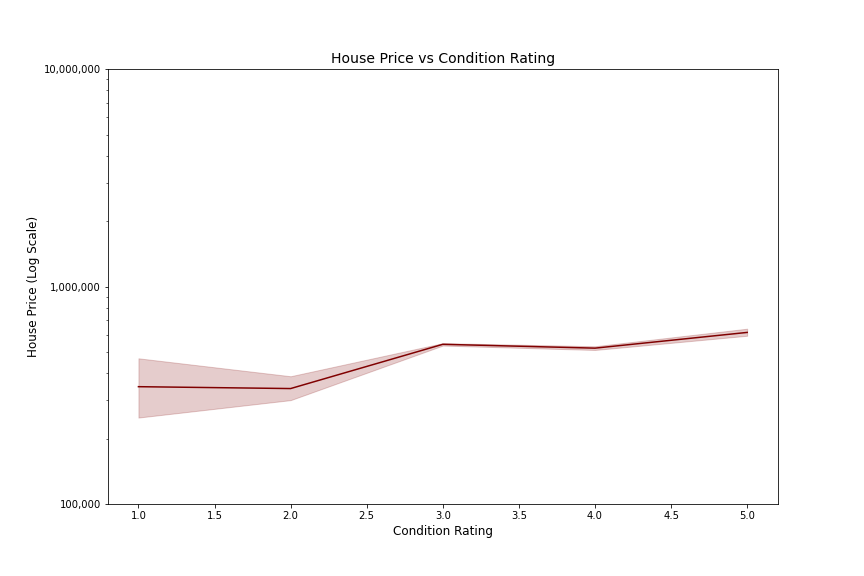 House Price vs Condition Rating
10,000,000
1,000,000
100,000
House Price (Log Scale)
1.0 1.5 2.0 2.5 3.0 3.5 4.0 4.5 5.0
Condition Rating